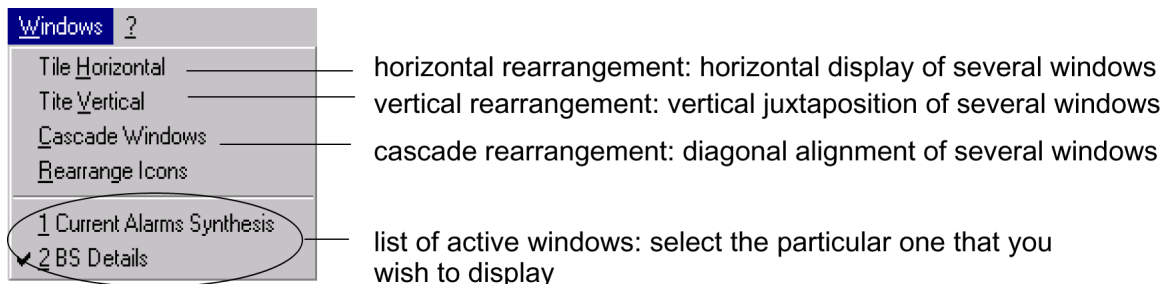 Windows ?
Tile Horizontal
horizontal rearrangement: horizontal display of several windows
Tite Vertical
vertical rearrangement: vertical juxtaposition of several windows
Cascade Windows
cascade rearrangement: diagonal alignment of several windows
Rearrange Icons
1 Current Alarms Synthesis
2 BS Details
list of active windows: select the particular one that you
wish to display